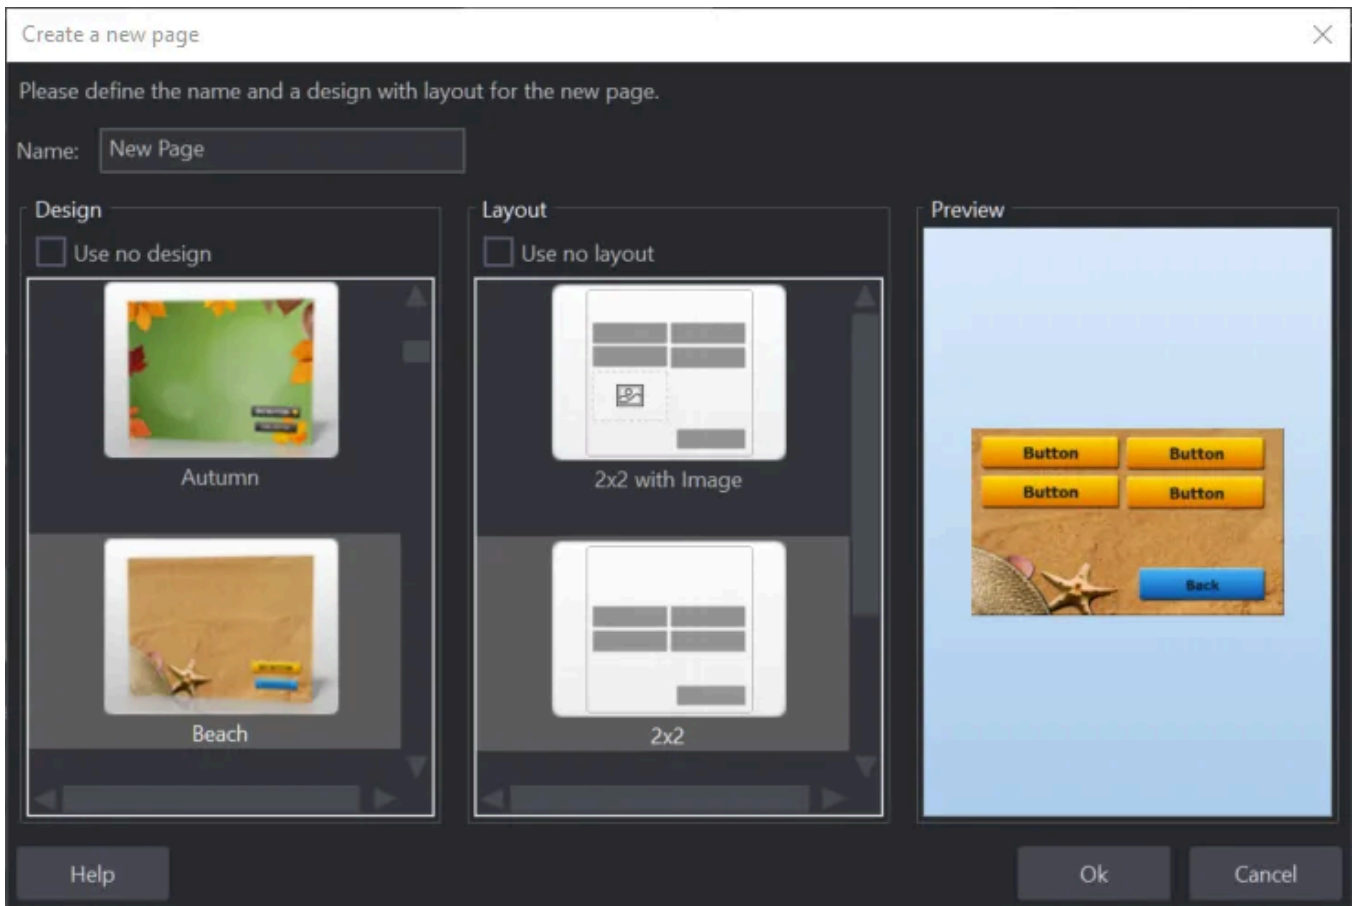 Create a new page
Please define the name and a design with layout for the new page.
Name: New Page
Design
Use no design
Autumn
Beach
Layout
Use no layout
2x2 with Image
2x2
Preview
Button Button
Button Button
Back
Help Ok Cancel